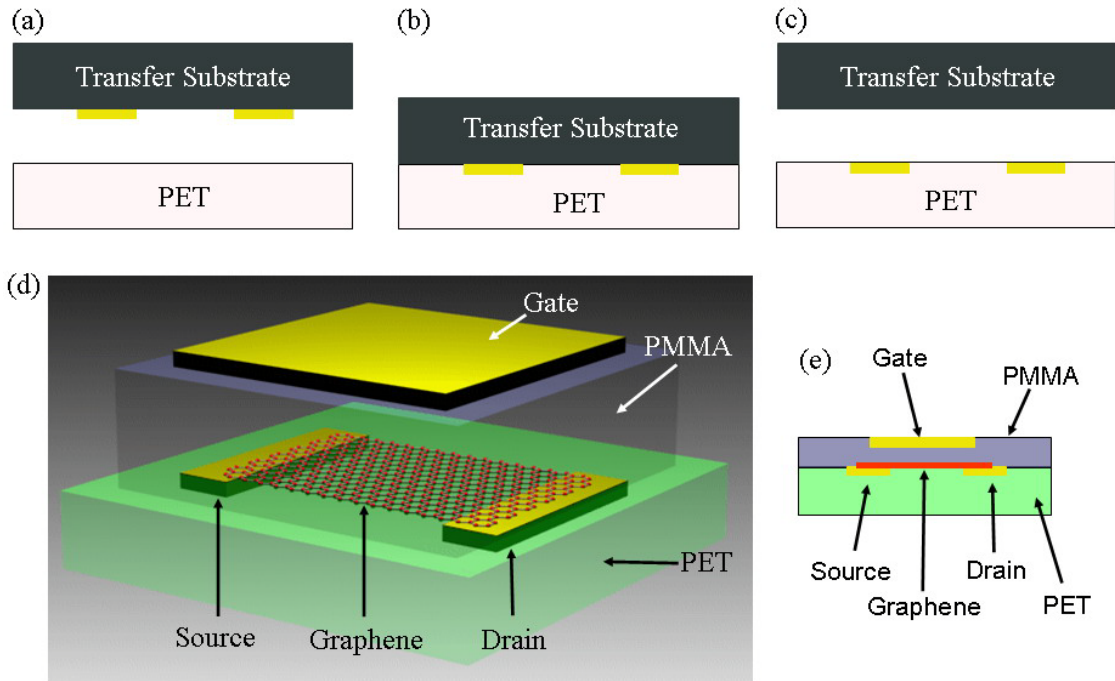 (a)
Transfer Substrate
PET
(b)
Transfer Substrate
PET
(c)
Transfer Substrate
PET
(d)
Gate
PMMA
PET
Source
Graphene
Drain
(e)
Gate
PMMA
Source
Drain
Graphene
PET